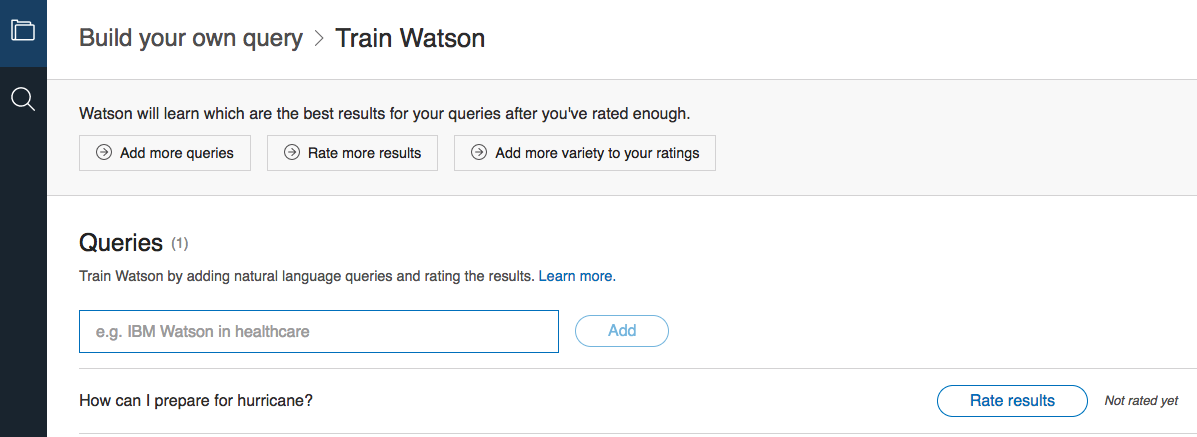 Build your own query > Train Watson
Watson will learn which are the best results for your queries after you've rated enough.
Add more queries Rate more results Add more variety to your ratings
Queries (1)
Train Watson by adding natural language queries and rating the results. Learn more.
e.g. IBM Watson in healthcare Add
How can I prepare for hurricane? Rate results Not rated yet